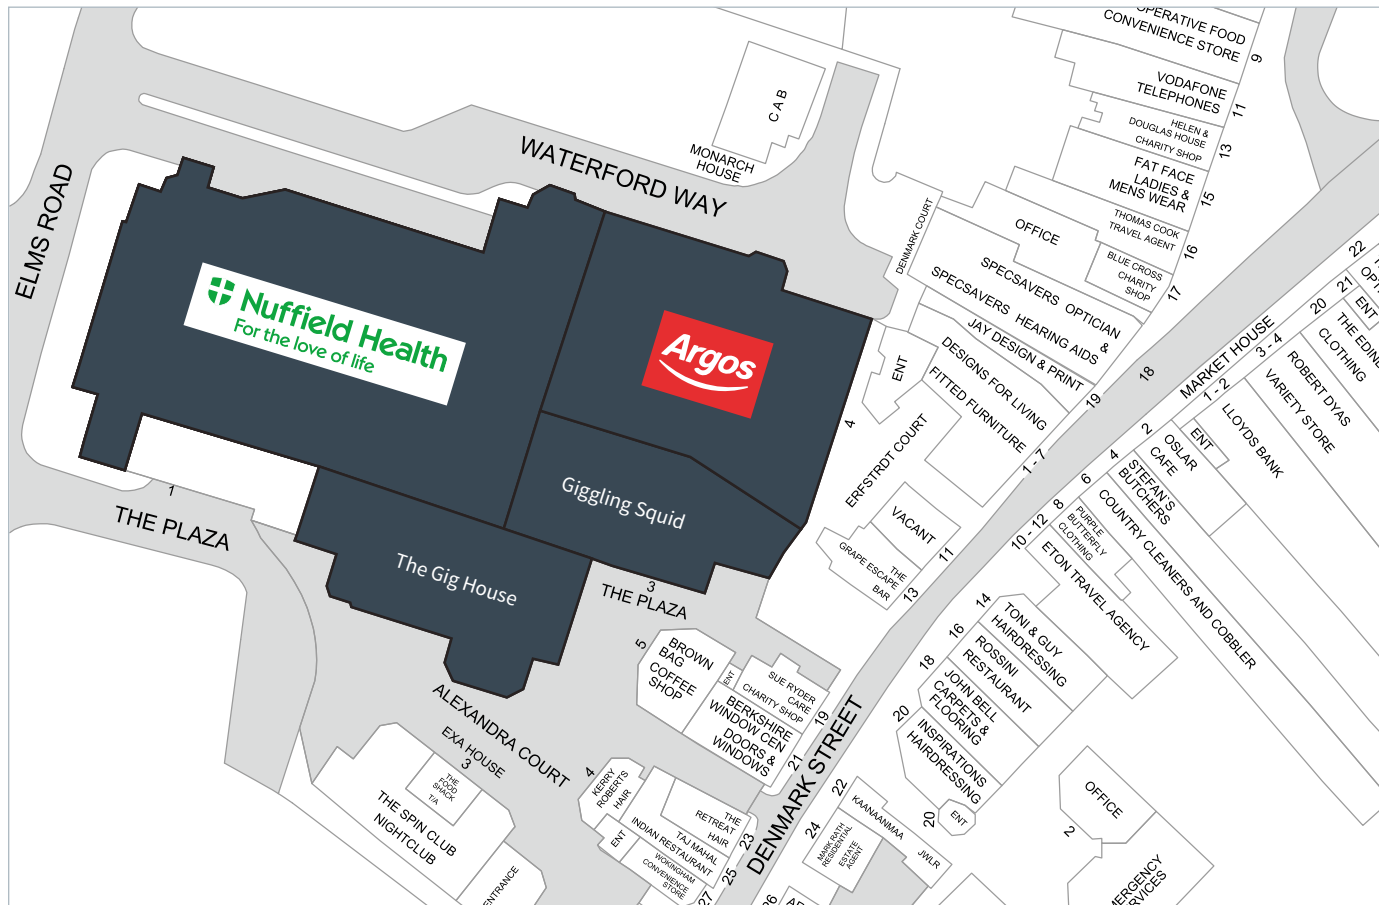 OPERATIVE FOOD
CONVENIENCE STORE
9
VODAFONE
TELEPHONES
11
HELEN &
DOUGLAS HOUSE
CHARITY SHOP
13
FAT FACE
LADIES &
MENS WEAR
15
THOMAS COOK
TRAVEL AGENT
16
BLUE CROSS
CHARITY
SHOP
17
C A B
MONARCH
HOUSE
WATERFORD WAY
ELMS ROAD
DENMARK COURT
OFFICE
SPECSAVERS OPTICIAN
&
SPECSAVERS HEARING AIDS
JAY DESIGN & PRINT
19
DESIGNS FOR LIVING
FITTED FURNITURE
1 - 7
ENT
4
ERFSTRDT COURT
VACANT
11
THE
GRAPE ESCAPE
BAR
13
Nuffield Health
For the love of life
Argos
Giggling Squid
The Gig House
1
THE PLAZA
3
THE PLAZA
18
MARKET HOUSE
22
21
20
3 - 4
1 - 2
2
4
6
8
10 - 12
ENT
THE
CLOTHING
ROBERT DYAS
VARIETY STORE
LLOYDS BANK
ENT
OSLAR
CAFE
STEFAN'S
BUTCHERS
COUNTRY CLEANERS AND COBBLER
PURPLE
BUTTERFLY
CLOTHING
ETON TRAVEL AGENCY
14
TONI & GUY
HAIRDRESSING
16
ROSSINI
RESTAURANT
18
JOHN BELL
CARPETS &
FLOORING
20
INSPIRATIONS
HAIRDRESSING
20
ENT
5
BROWN
BAG
COFFEE
SHOP
ENT
SUE RYDER
CARE
CHARITY SHOP
19
BERKSHIRE
WINDOW CEN
DOORS &
WINDOWS
21
DENMARK STREET
ALEXANDRA COURT
EXA HOUSE
3
THE
FOOD
SHACK
T/A
THE SPIN CLUB
NIGHTCLUB
ENTRANCE
4
KERRY
ROBERTS
HAIR
ENT
THE
RETREAT
HAIR
23
TAJ MAHAL
INDIAN RESTAURANT
25
WOKINGHAM
CONVENIENCE
STORE
27
22
KAANAANMAA
JWLR
24
MARK RATH
RESIDENTIAL
ESTATE
AGENT
26
OFFICE
2